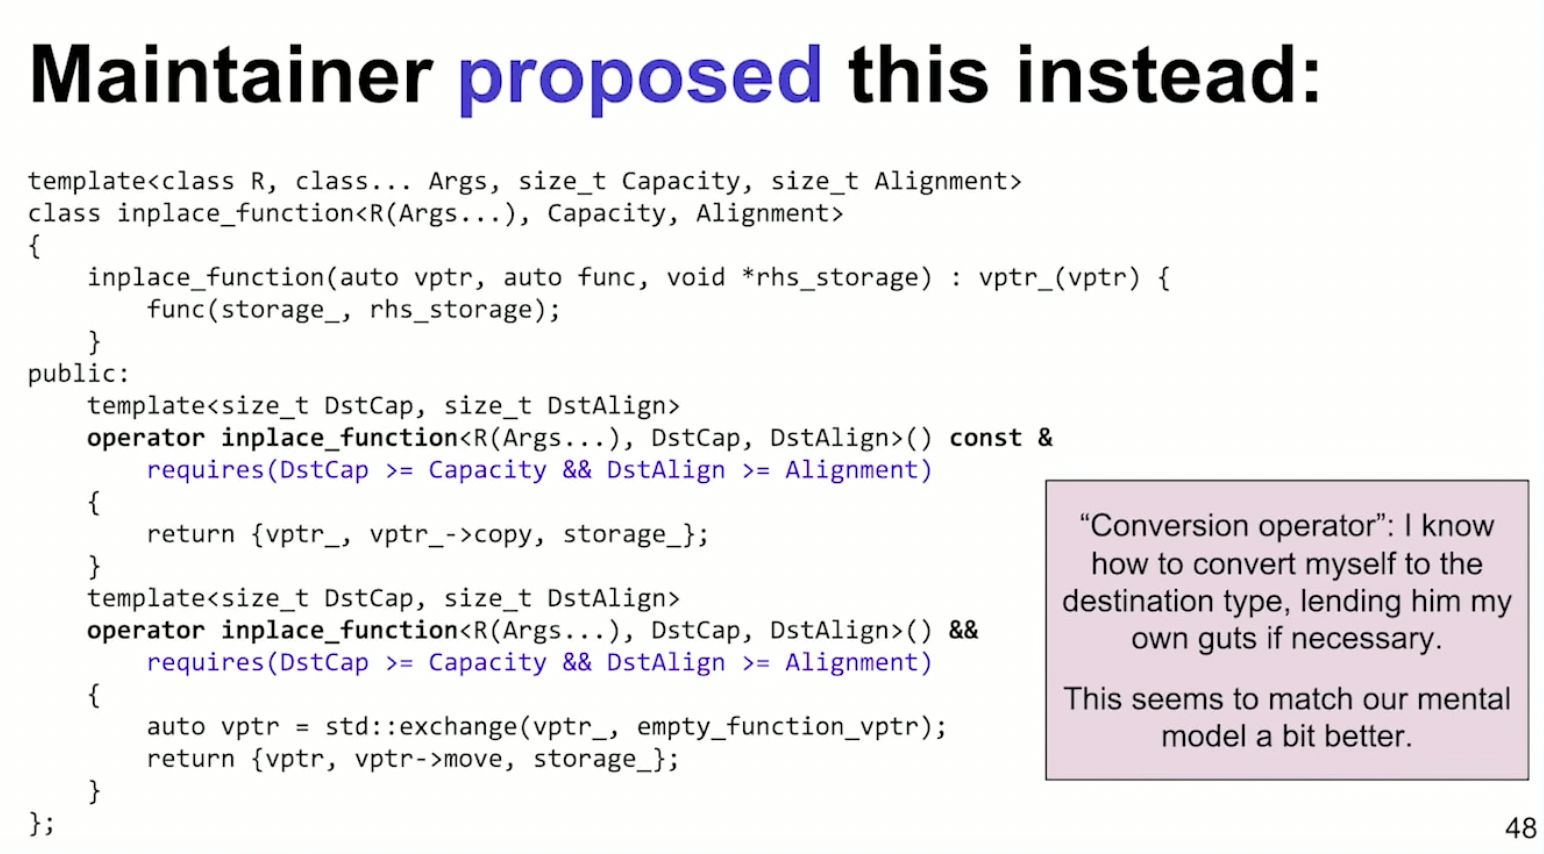 Maintainer proposed this instead:
template<class R, class... Args, size_t Capacity, size_t Alignment>
class inplace_function<R(Args...), Capacity, Alignment>
{
    inplace_function(auto vptr, auto func, void *rhs_storage) : vptr_(vptr) {
        func(storage_, rhs_storage);
    }
public:
    template<size_t DstCap, size_t DstAlign>
    operator inplace_function<R(Args...), DstCap, DstAlign>() const &
        requires(DstCap >= Capacity && DstAlign >= Alignment)
    {
        return {vptr_, vptr_->copy, storage_};
    }
    template<size_t DstCap, size_t DstAlign>
    operator inplace_function<R(Args...), DstCap, DstAlign>() &&
        requires(DstCap >= Capacity && DstAlign >= Alignment)
    {
        auto vptr = std::exchange(vptr_, empty_function_vptr);
        return {vptr, vptr->move, storage_};
    }
};
“Conversion operator”: I know
how to convert myself to the
destination type, lending him my
own guts if necessary.
This seems to match our mental
model a bit better.
48